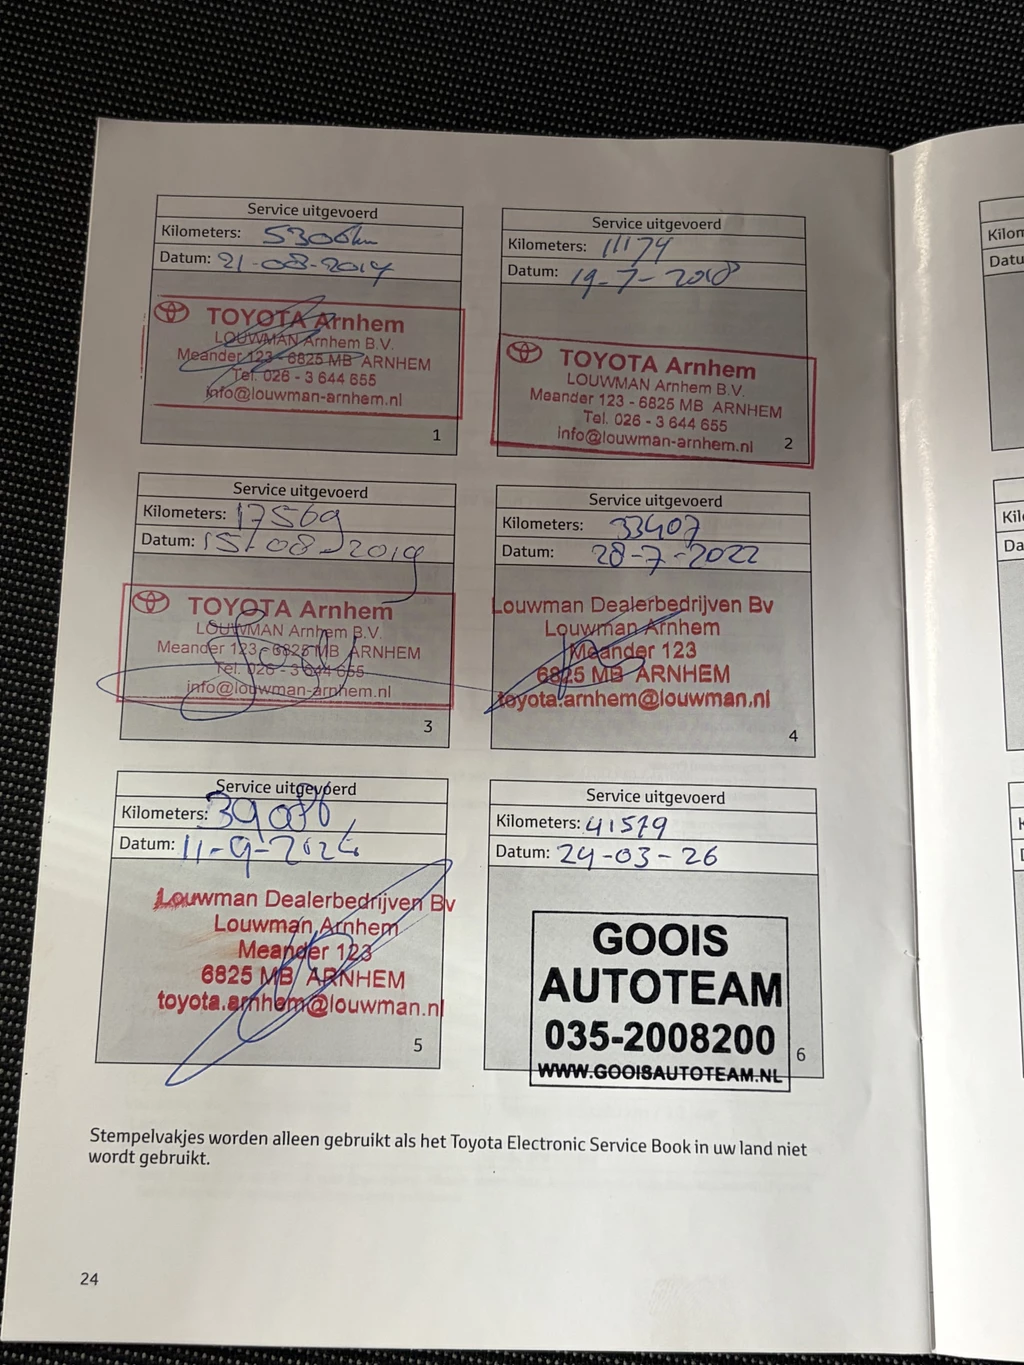 Service uitgevoerd
Kilometers: 5300km
Datum: 21-08-2017
TOYOTA Arnhem
LOUWMAN Arnhem B.V.
Meander 123 - 6825 MB ARNHEM
Tel. 026 - 3 644 655
info@louwman-arnhem.nl
1
Service uitgevoerd
Kilometers: 11174
Datum: 19-7-2018
TOYOTA Arnhem
LOUWMAN Arnhem B.V.
Meander 123 - 6825 MB ARNHEM
Tel. 026 - 3 644 655
info@louwman-arnhem.nl
2
Service uitgevoerd
Kilometers: 17569
Datum: 15-08-2019
TOYOTA Arnhem
LOUWMAN Arnhem B.V.
Meander 123 - 6825 MB ARNHEM
Tel. 026 - 3 644 655
info@louwman-arnhem.nl
3
Service uitgevoerd
Kilometers: 33407
Datum: 28-7-2022
Louwman Dealerbedrijven Bv
Louwman Arnhem
Meander 123
6825 MB ARNHEM
toyota.arnhem@louwman.nl
4
Service uitgevoerd
Kilometers: 39086
Datum: 11-9-2024
Louwman Dealerbedrijven Bv
Louwman Arnhem
Meander 123
6825 MB ARNHEM
toyota.arnhem@louwman.nl
5
Service uitgevoerd
Kilometers: 41579
Datum: 24-03-26
GOOIS
AUTOTEAM
035-2008200
WWW.GOOISAUTOTEAM.NL
6
Stempelvakjes worden alleen gebruikt als het Toyota Electronic Service Book in uw land niet
wordt gebruikt.
24